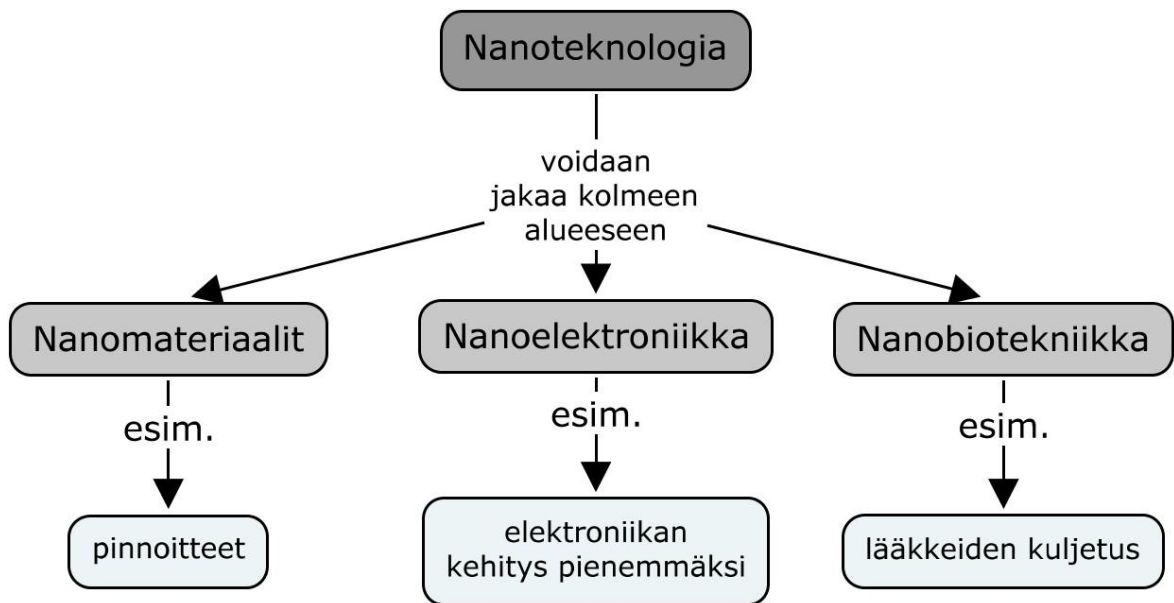 Nanoteknologia
voidaan
jakaa kolmeen
alueeseen
Nanomateriaalit
Nanoelektroniikka
Nanobiotekniikka
esim.
esim.
esim.
pinnoitteet
elektroniikan
kehitys pienemmäksi
lääkkeiden kuljetus